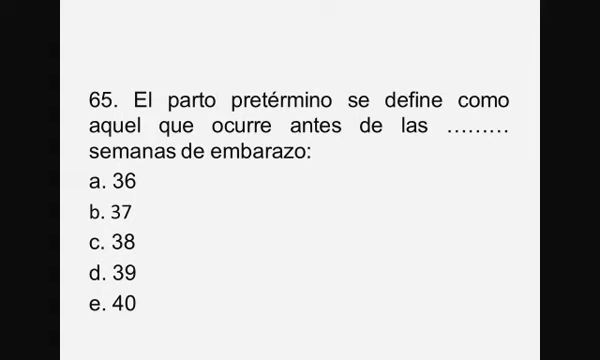 65. El parto pretérmino se define como
aquel que ocurre antes de las ………
semanas de embarazo:
a. 36
b. 37
c. 38
d. 39
e. 40